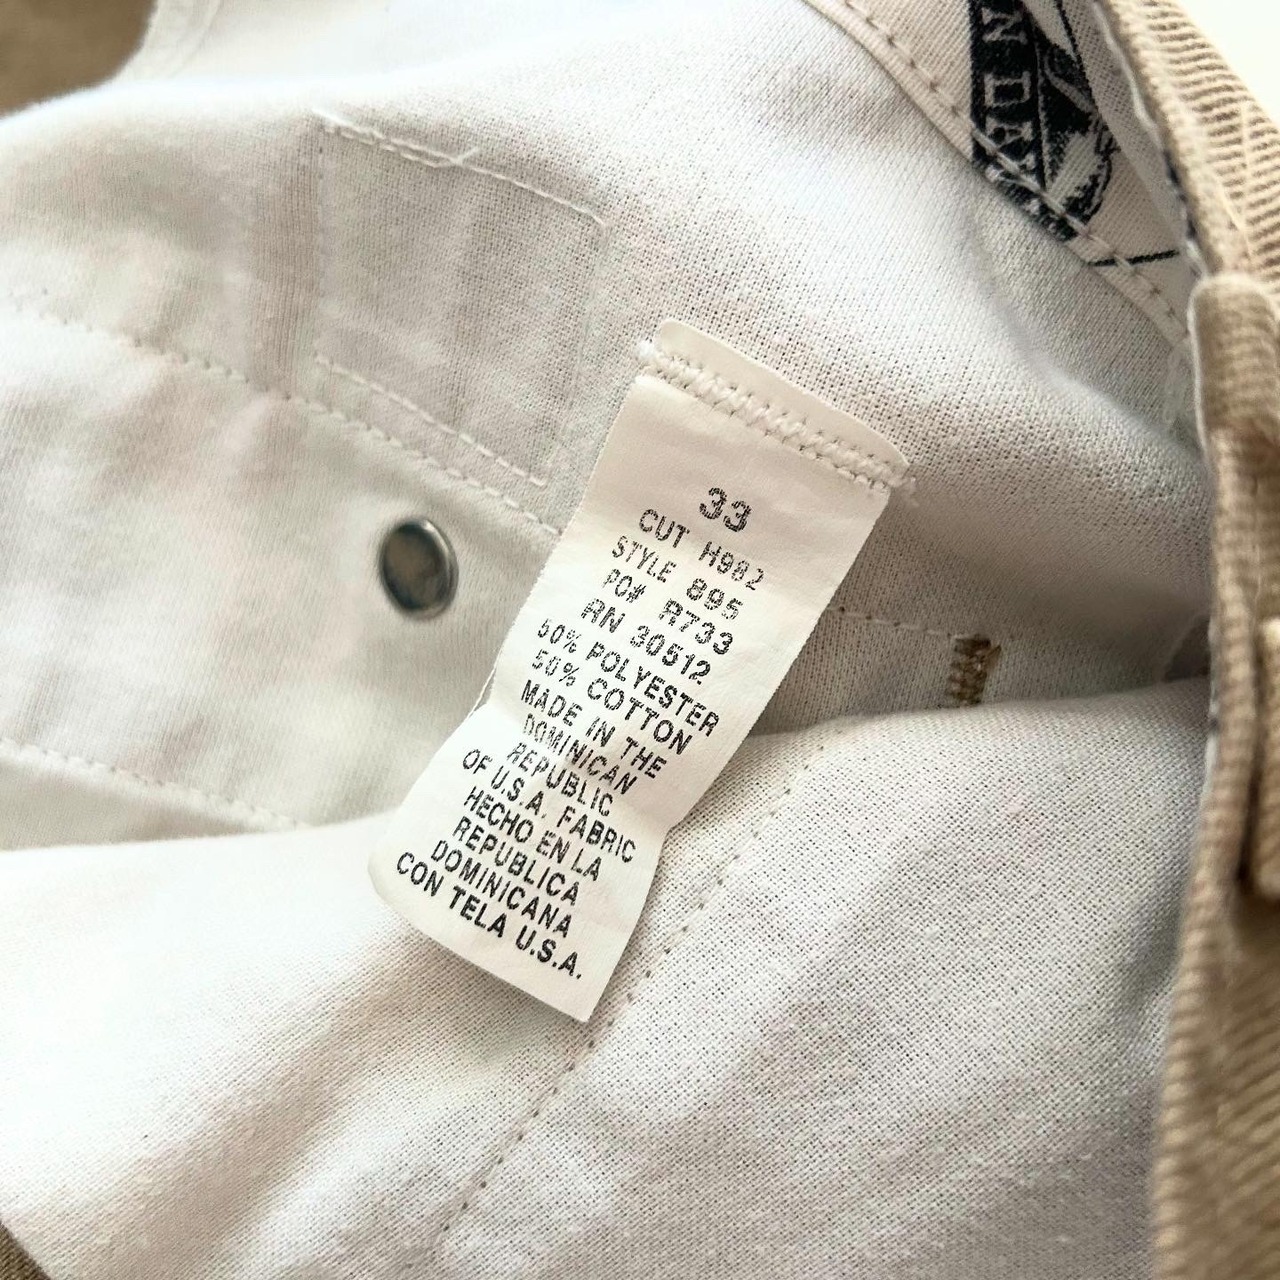 33
CUT H982
STYLE 895
PO# R733
RN 30512
50% POLYESTER
50% COTTON
MADE IN THE
DOMINICAN
REPUBLIC
OF U.S.A. FABRIC
HECHO EN LA
REPUBLICA
DOMINICANA
CON TELA U.S.A.